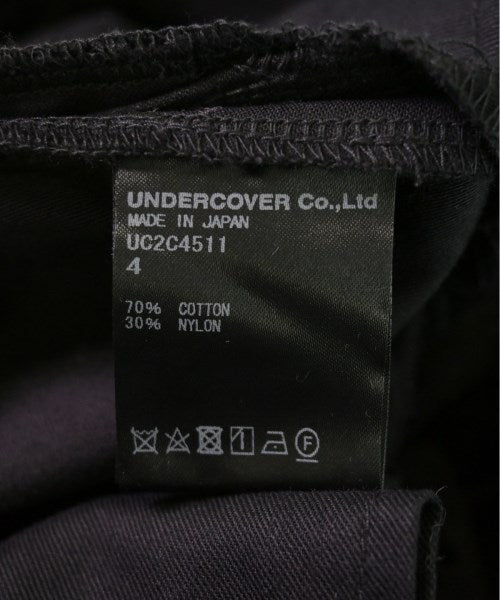 UNDERCOVER Co.,Ltd
MADE IN JAPAN
UC2C4511
4
70% COTTON
30% NYLON
F